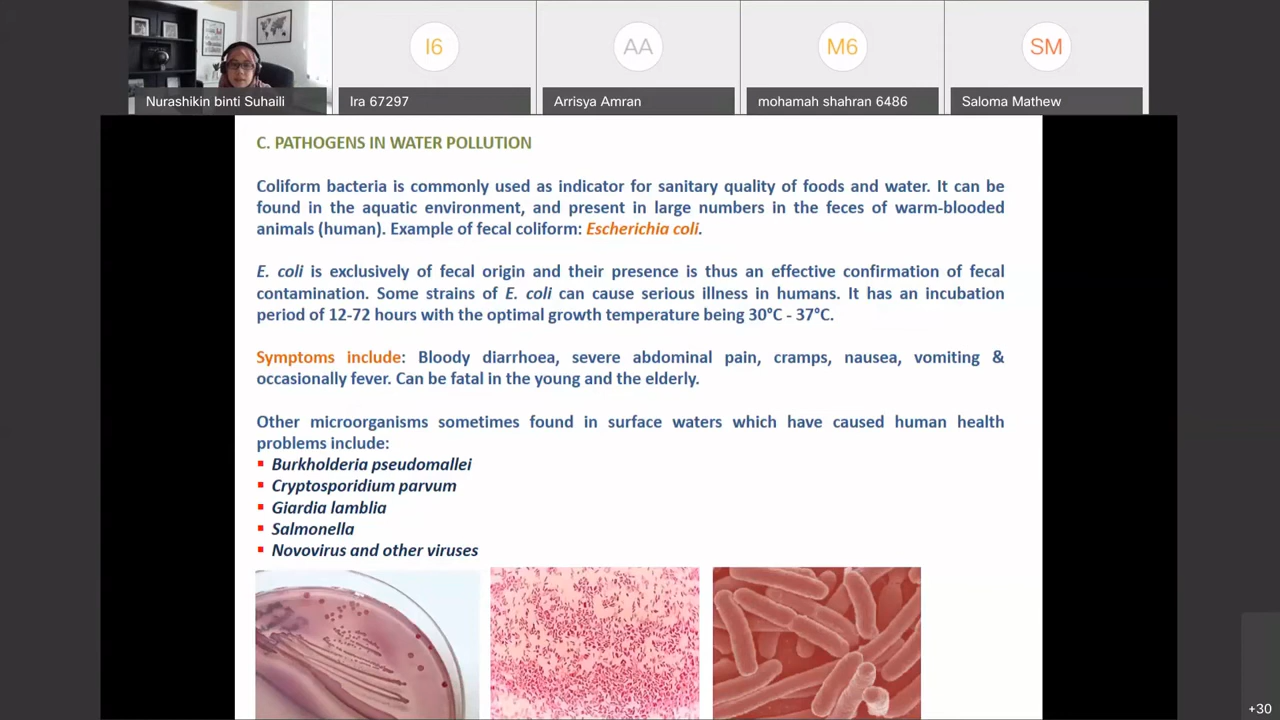 I6
AA
M6
SM
Nurashikin binti Suhaili
Ira 67297
Arrisya Amran
mohamah shahran 6486
Saloma Mathew
C. PATHOGENS IN WATER POLLUTION
Coliform bacteria is commonly used as indicator for sanitary quality of foods and water. It can be
found in the aquatic environment, and present in large numbers in the feces of warm-blooded
animals (human). Example of fecal coliform: Escherichia coli.
E. coli is exclusively of fecal origin and their presence is thus an effective confirmation of fecal
contamination. Some strains of E. coli can cause serious illness in humans. It has an incubation
period of 12-72 hours with the optimal growth temperature being 30°C - 37°C.
Symptoms include: Bloody diarrhoea, severe abdominal pain, cramps, nausea, vomiting &
occasionally fever. Can be fatal in the young and the elderly.
Other microorganisms sometimes found in surface waters which have caused human health
problems include:
Burkholderia pseudomallei
Cryptosporidium parvum
Giardia lamblia
Salmonella
Novovirus and other viruses
+30